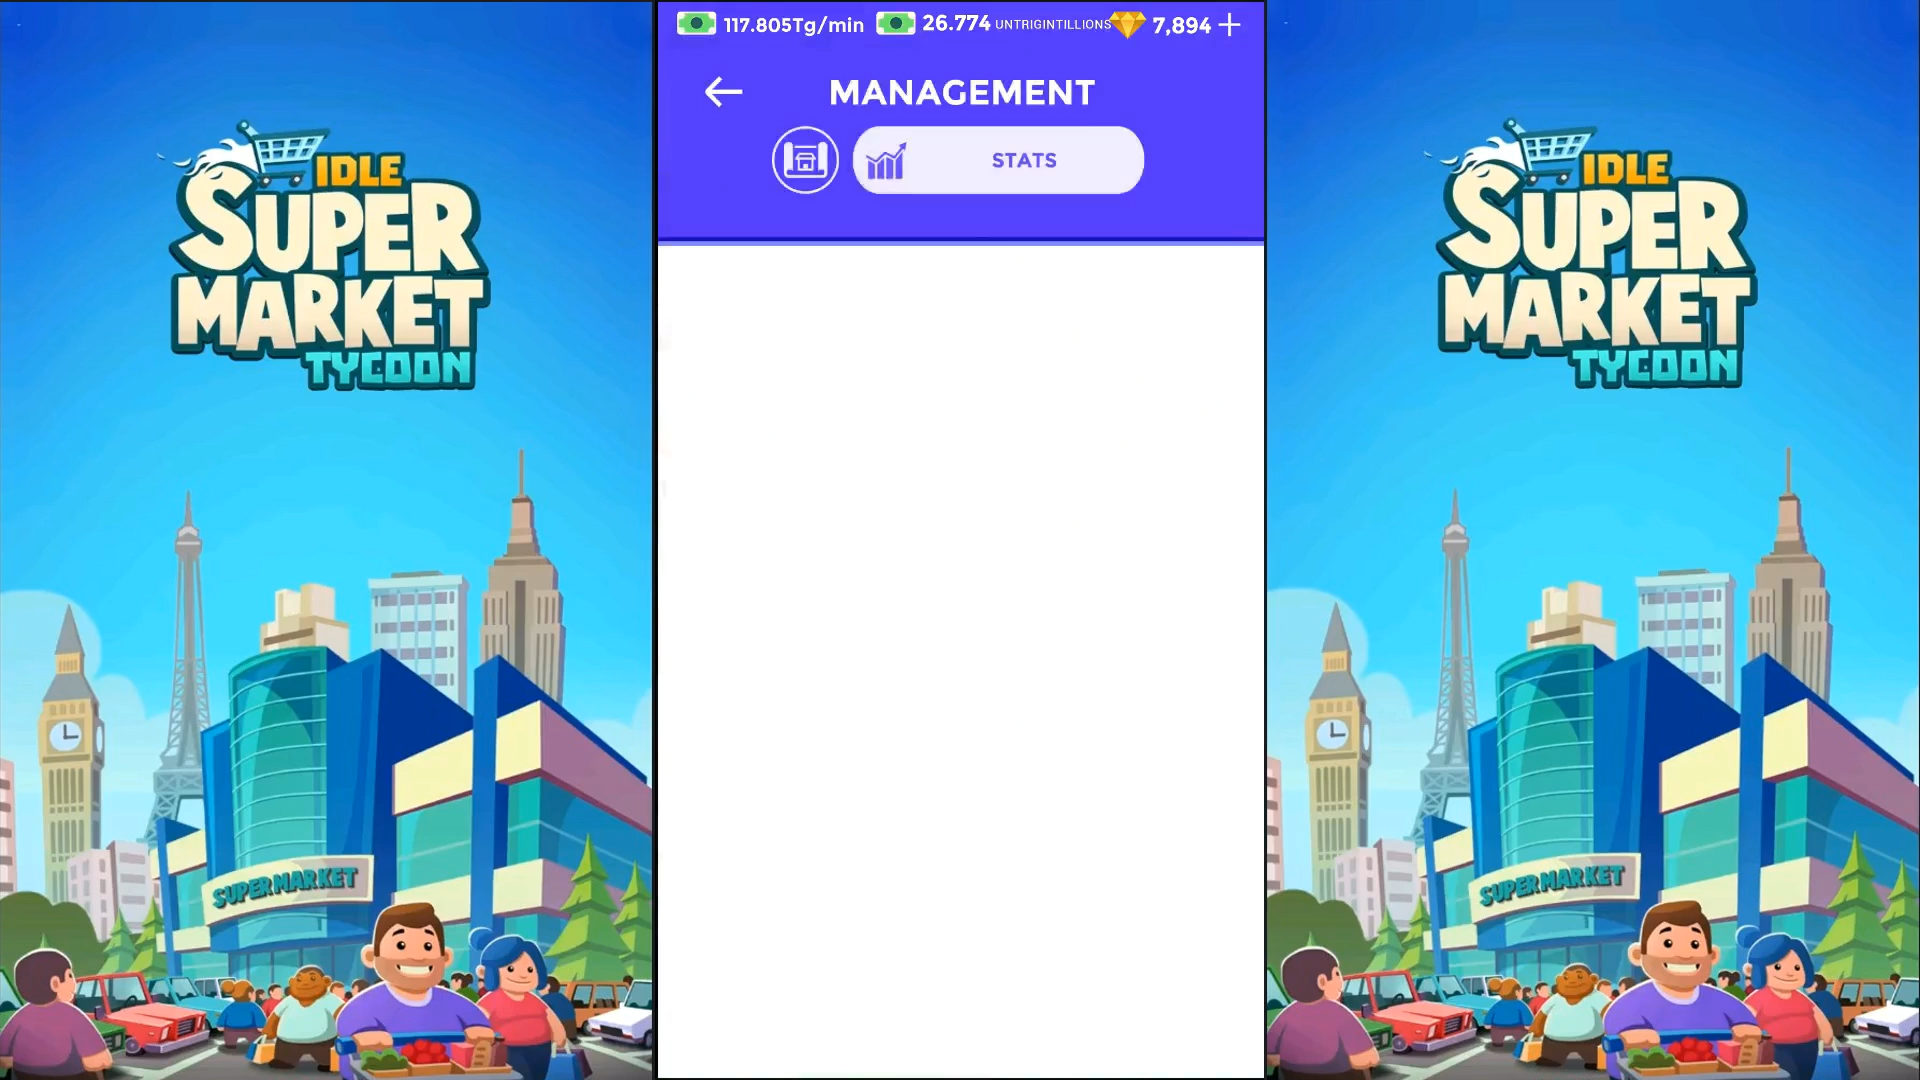 117.805Tg/min 26.774 UNTRIGINTILLIONS 7,894 +
MANAGEMENT
STATS
IDLE
SUPER
MARKET
TYCOON
SUPERMARKET
IDLE
SUPER
MARKET
TYCOON
SUPERMARKET